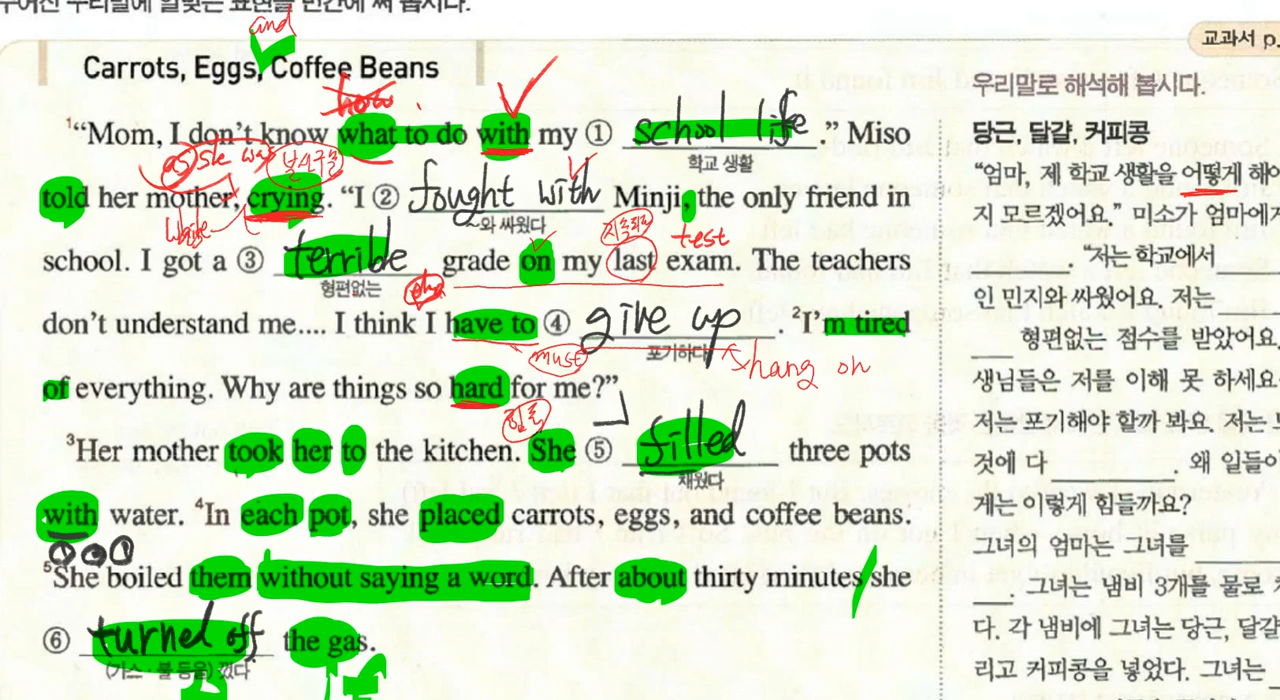 주어진 우리말에 알맞은 표현을 빈칸에 써 봅시다.
교과서 p.
and
Carrots, Eggs, Coffee Beans
how
1"Mom, I don't know what to do with my ① school life." Miso
학교 생활
as she was 분사구문
told her mother, crying. "I ② fought with Minji, the only friend in
while
~와 싸웠다
test
school. I got a ③ terrible grade on my last exam. The teachers
형편없는
don't understand me.... I think I have to ④ give up. 2I'm tired
must
포기하다
hang on
of everything. Why are things so hard for me?"
3Her mother took her to the kitchen. She ⑤ filled three pots
채웠다
with water. 4In each pot, she placed carrots, eggs, and coffee beans.
5She boiled them without saying a word. After about thirty minutes she
⑥ turned off the gas.
(가스·불 등을) 껐다
우리말로 해석해 봅시다.
당근, 달걀, 커피콩
"엄마, 제 학교 생활을 어떻게 해야
지 모르겠어요." 미소가 엄마에게
"저는 학교에서
인 민지와 싸웠어요. 저는
형편없는 점수를 받았어요.
생님들은 저를 이해 못 하세요
저는 포기해야 할까 봐요. 저는
것에 다 . 왜 일들이
게는 이렇게 힘들까요?
그녀의 엄마는 그녀를
. 그녀는 냄비 3개를 물로
다. 각 냄비에 그녀는 당근, 달걀
리고 커피콩을 넣었다. 그녀는